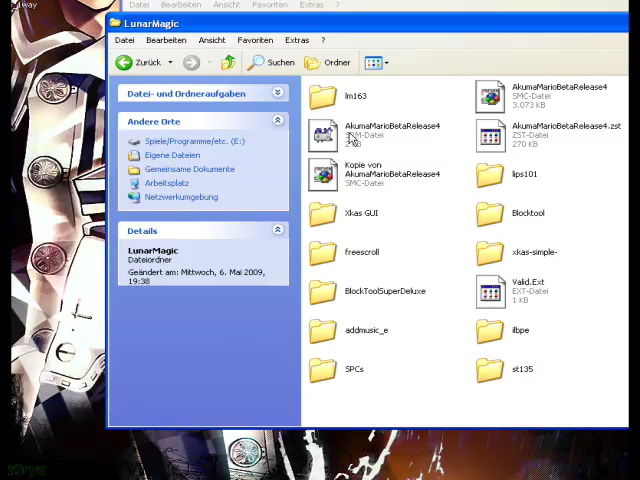 Datei Bearbeiten Ansicht Favoriten Extras ?
LunarMagic
Datei Bearbeiten Ansicht Favoriten Extras ?
Zurück Suchen Ordner
Datei- und Ordneraufgaben
Andere Orte
Spiele/Programme/etc. (E:)
Eigene Dateien
Gemeinsame Dokumente
Arbeitsplatz
Netzwerkumgebung
Details
LunarMagic
Dateiordner
Geändert am: Mittwoch, 6. Mai 2009,
19:38
lm163
AkumaMarioBetaRelease4
SMC-Datei
3.073 KB
AkumaMarioBetaRelease4
SRM-Datei
AkumaMarioBetaRelease4.zst
ZST-Datei
270 KB
Kopie von
AkumaMarioBetaRelease4
SMC-Datei
lips101
Xkas GUI
Blocktool
freescroll
xkas-simple-
BlockToolSuperDeluxe
Valid.Ext
EXT-Datei
1 KB
addmusic_e
ilbpe
SPCs
st135